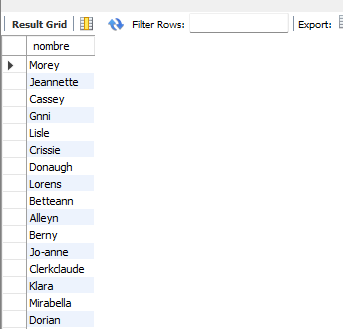 Result Grid Filter Rows: Export:
nombre
Morey
Jeannette
Cassey
Gnni
Lisle
Crissie
Donaugh
Lorens
Betteann
Alleyn
Berny
Jo-anne
Clerkclaude
Klara
Mirabella
Dorian